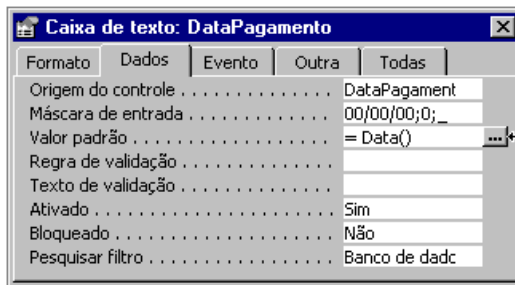 Caixa de texto: DataPagamento
Formato Dados Evento Outra Todas
Origem do controle . . . . . . . . . . . . . . DataPagament
Máscara de entrada . . . . . . . . . . . . . 00/00/00;0;_
Valor padrão . . . . . . . . . . . . . . . . . . = Data() ...
Regra de validação . . . . . . . . . . . . .
Texto de validação . . . . . . . . . . . . .
Ativado . . . . . . . . . . . . . . . . . . . . . . Sim
Bloqueado . . . . . . . . . . . . . . . . . . . Não
Pesquisar filtro . . . . . . . . . . . . . . . . Banco de dadc